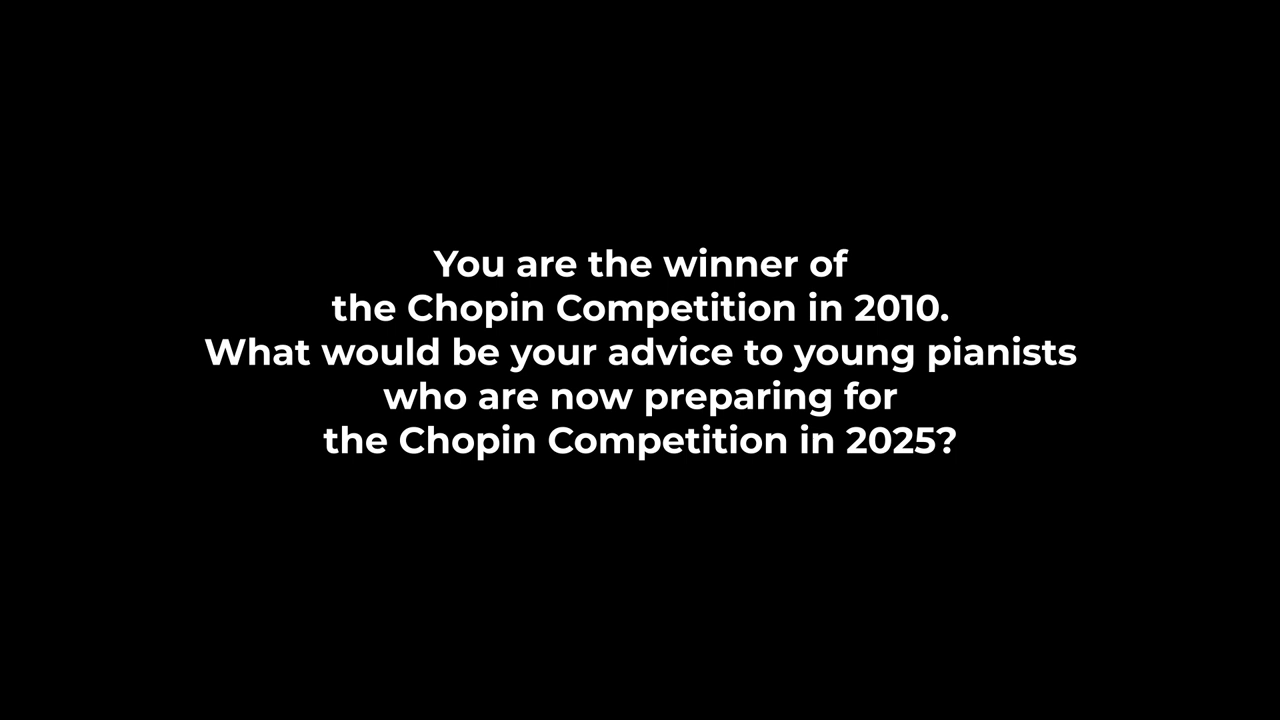 You are the winner of
the Chopin Competition in 2010.
What would be your advice to young pianists
who are now preparing for
the Chopin Competition in 2025?